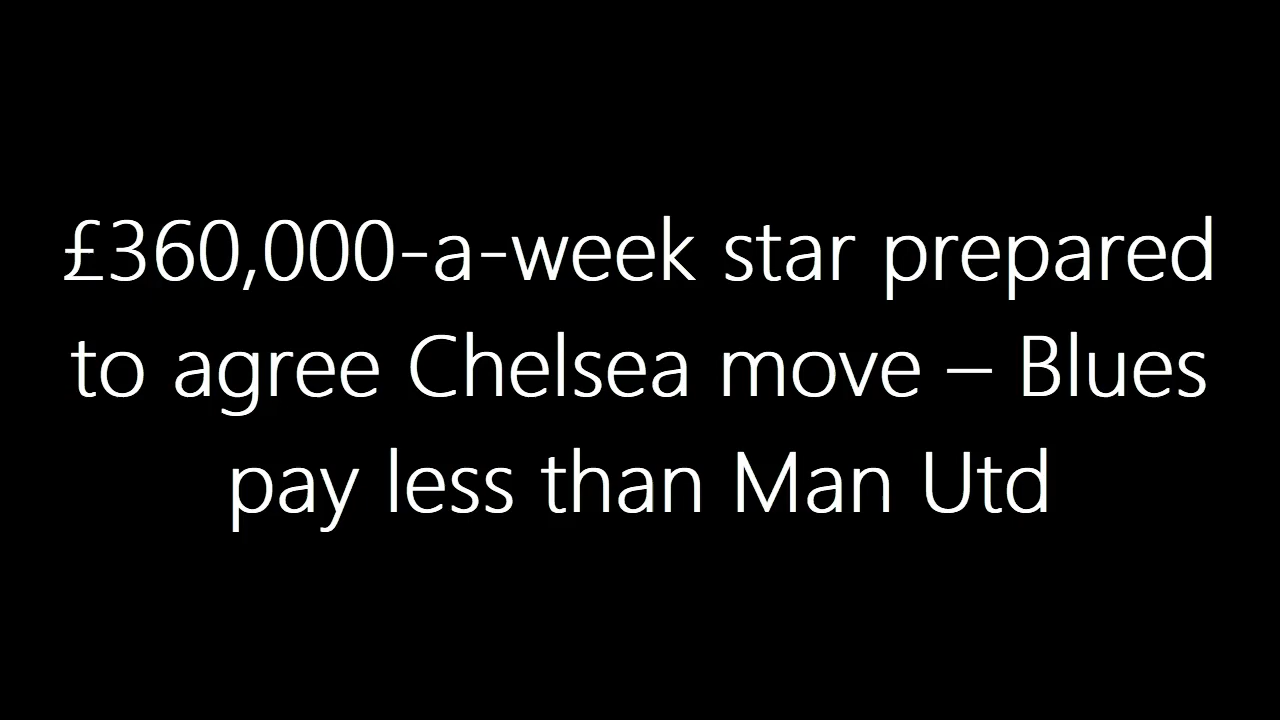 £360,000-a-week star prepared
to agree Chelsea move – Blues
pay less than Man Utd